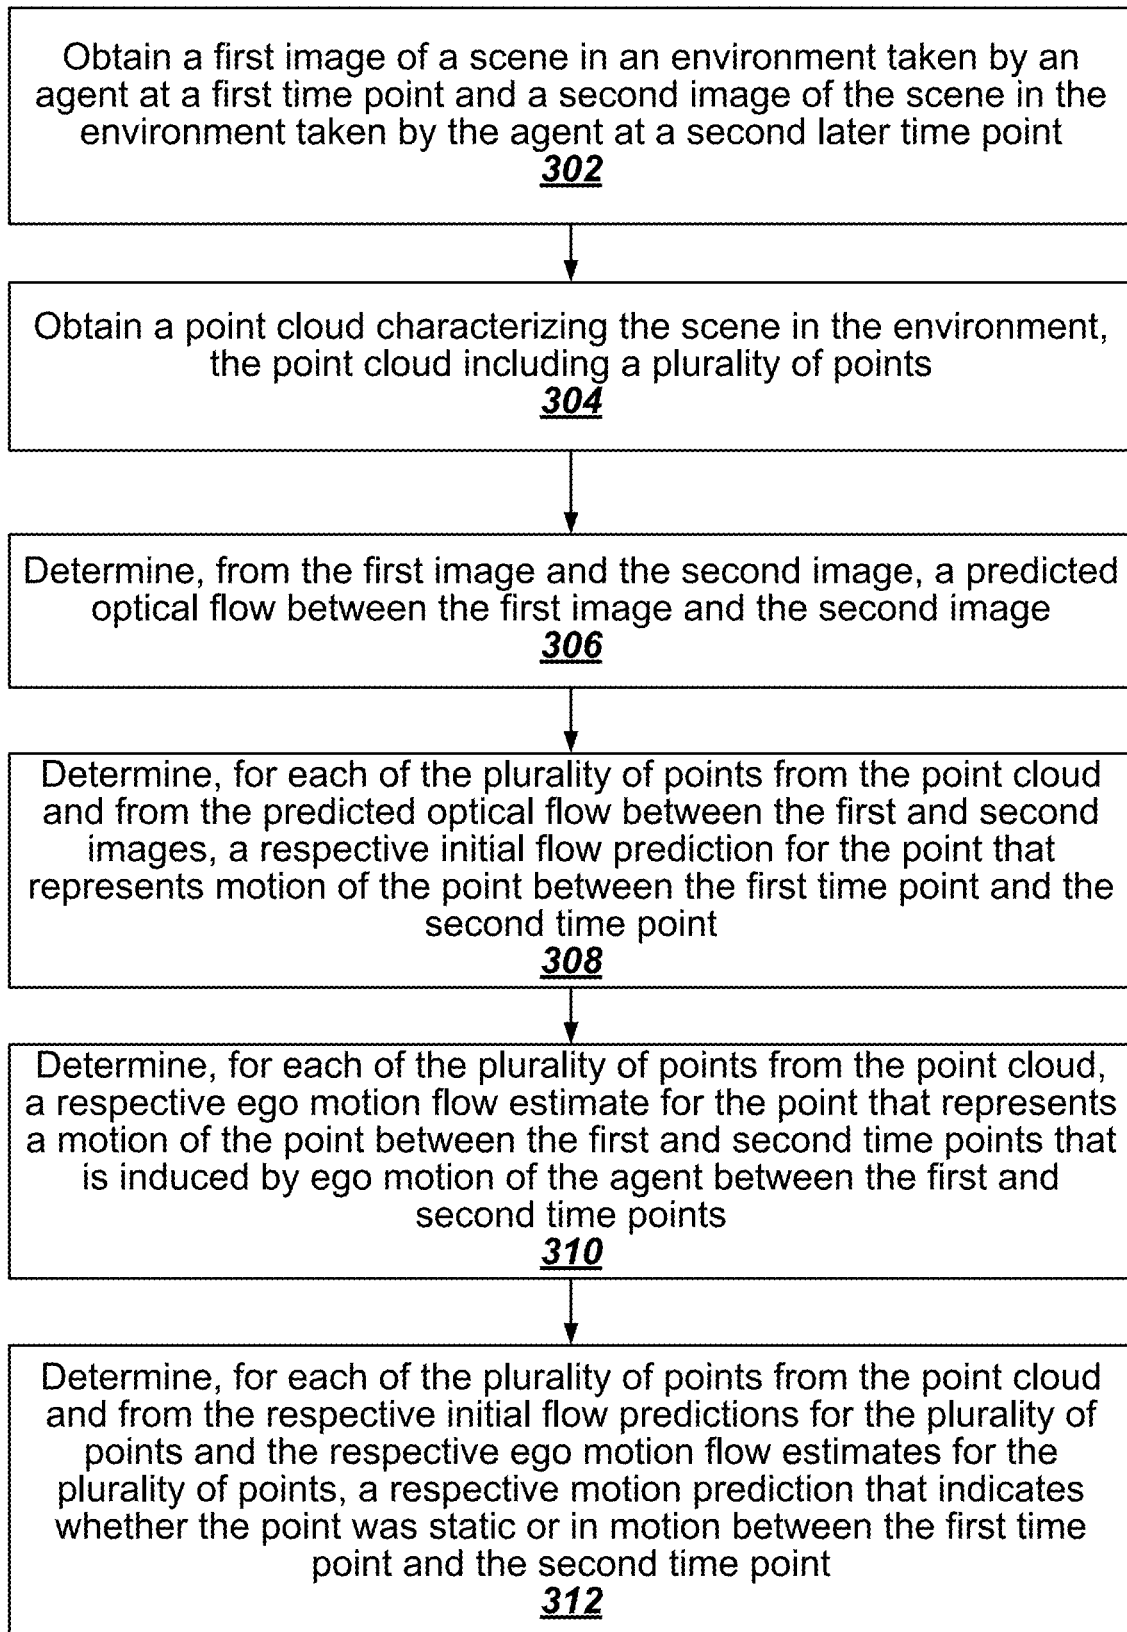 Obtain a first image of a scene in an environment taken by an
agent at a first time point and a second image of the scene in the
environment taken by the agent at a second later time point
302
Obtain a point cloud characterizing the scene in the environment,
the point cloud including a plurality of points
304
Determine, from the first image and the second image, a predicted
optical flow between the first image and the second image
306
Determine, for each of the plurality of points from the point cloud
and from the predicted optical flow between the first and second
images, a respective initial flow prediction for the point that
represents motion of the point between the first time point and the
second time point
308
Determine, for each of the plurality of points from the point cloud,
a respective ego motion flow estimate for the point that represents
a motion of the point between the first and second time points that
is induced by ego motion of the agent between the first and
second time points
310
Determine, for each of the plurality of points from the point cloud
and from the respective initial flow predictions for the plurality of
points and the respective ego motion flow estimates for the
plurality of points, a respective motion prediction that indicates
whether the point was static or in motion between the first time
point and the second time point
312